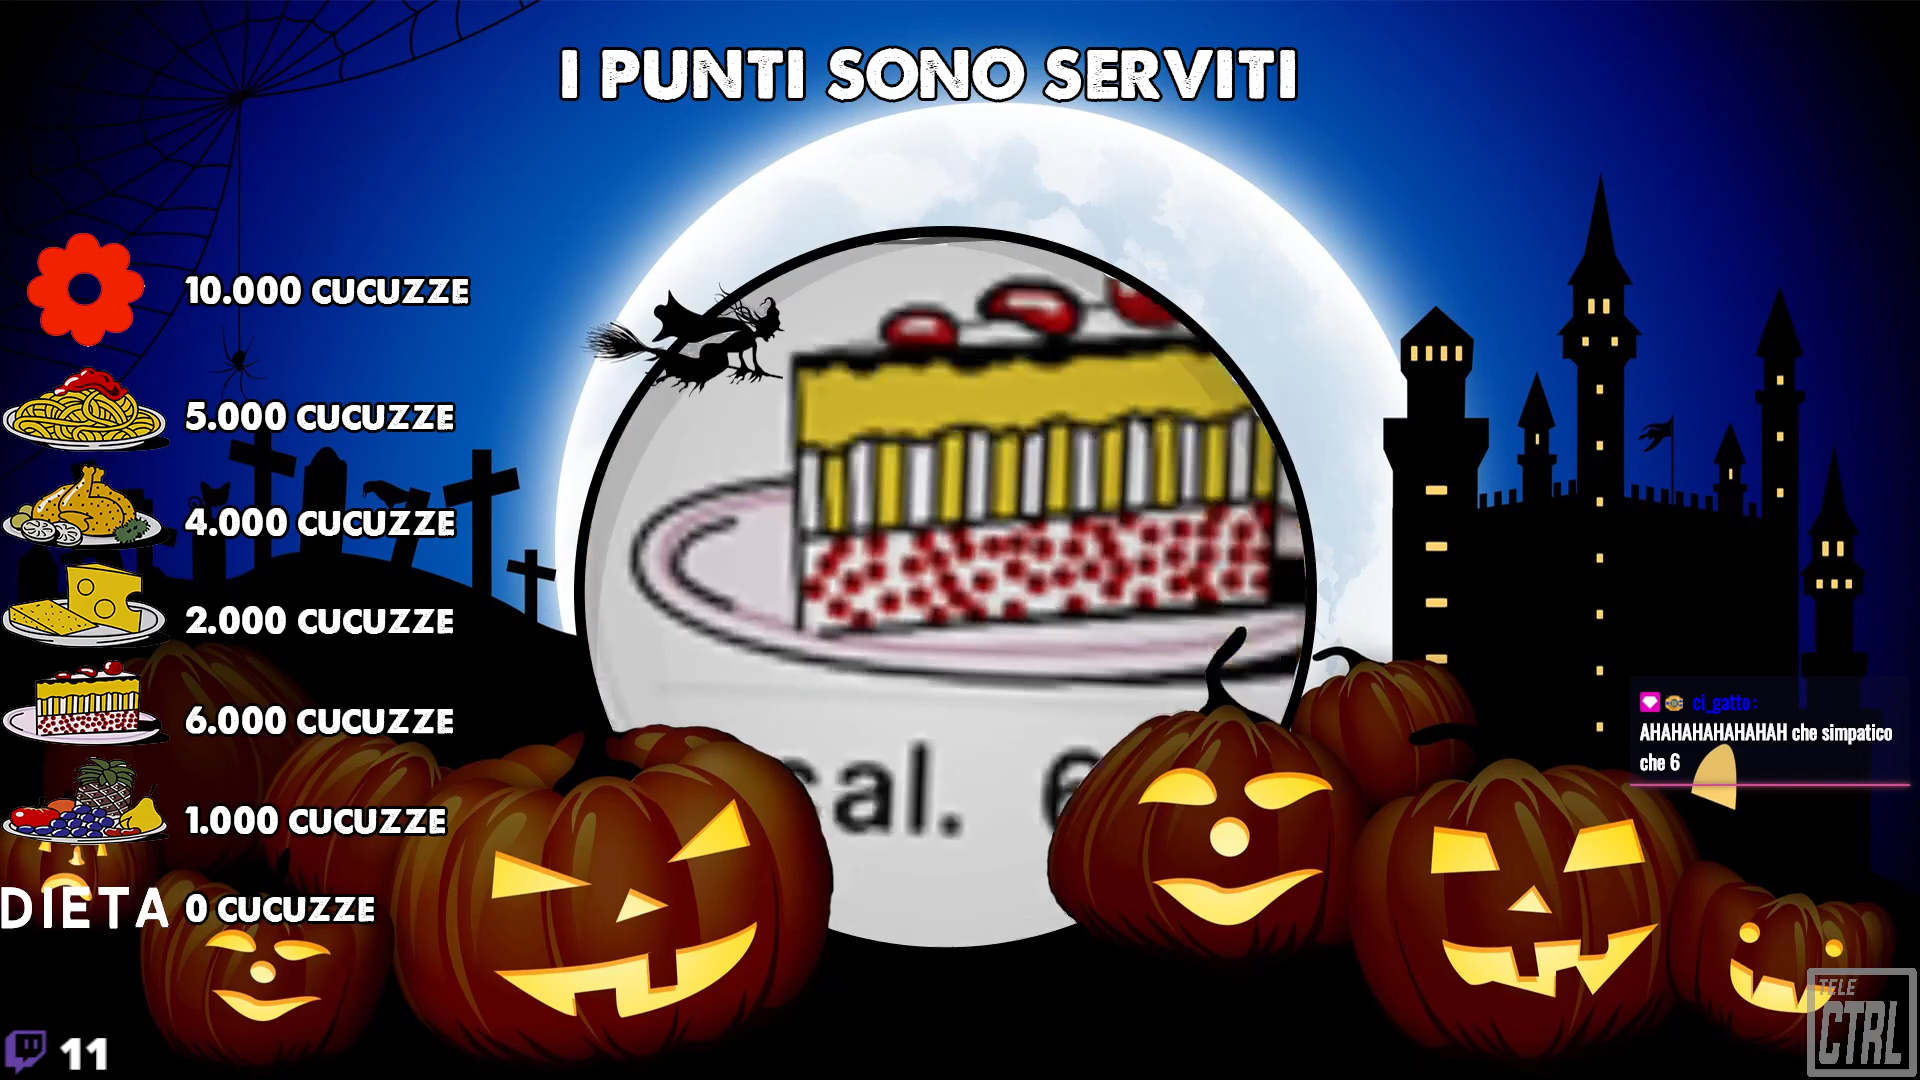 I PUNTI SONO SERVITI
10.000 CUCUZZE
5.000 CUCUZZE
4.000 CUCUZZE
2.000 CUCUZZE
6.000 CUCUZZE
1.000 CUCUZZE
DIETA 0 CUCUZZE
cal. 6
ci_gatto:
AHAHAHAHAHAHAH che simpatico
che 6
11
TELE
CTRL